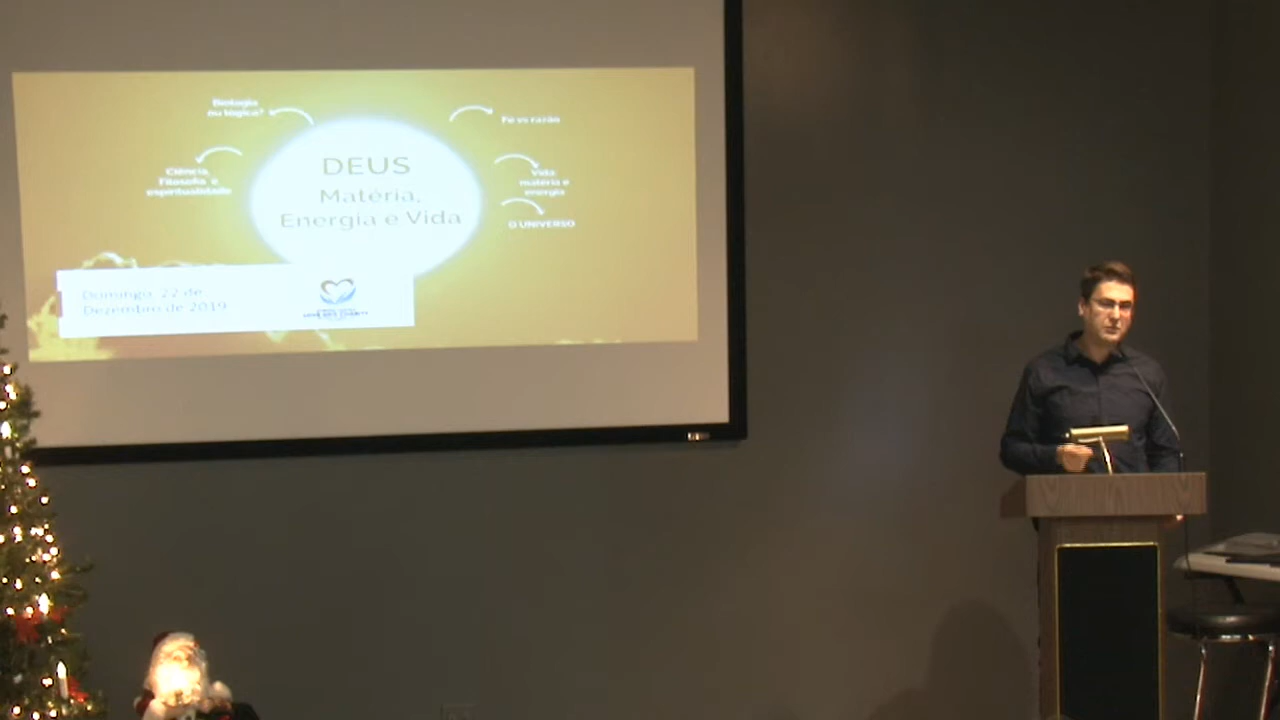 Biologia
ou lógica?
Fé vs razão
Ciência,
Filosofia e
espiritualidade
DEUS
Matéria,
Energia e Vida
Vida:
matéria e
energia
O UNIVERSO
Domingo, 22 de
Dezembro de 2019